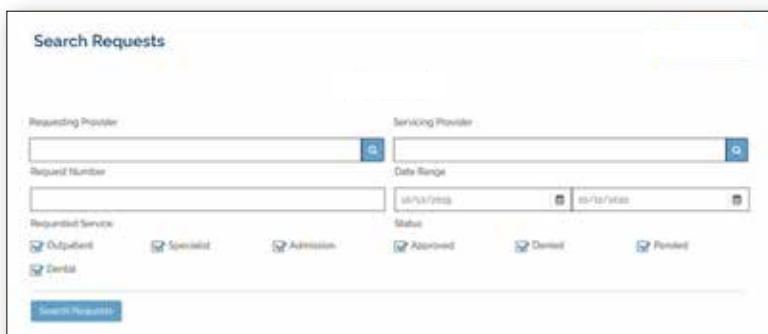 Search Requests
Requesting Provider Servicing Provider
Request Number Date Range
Requested Service Status
Outpatient Specialist Admission Approved Denied Pended
Dental
Search Requests